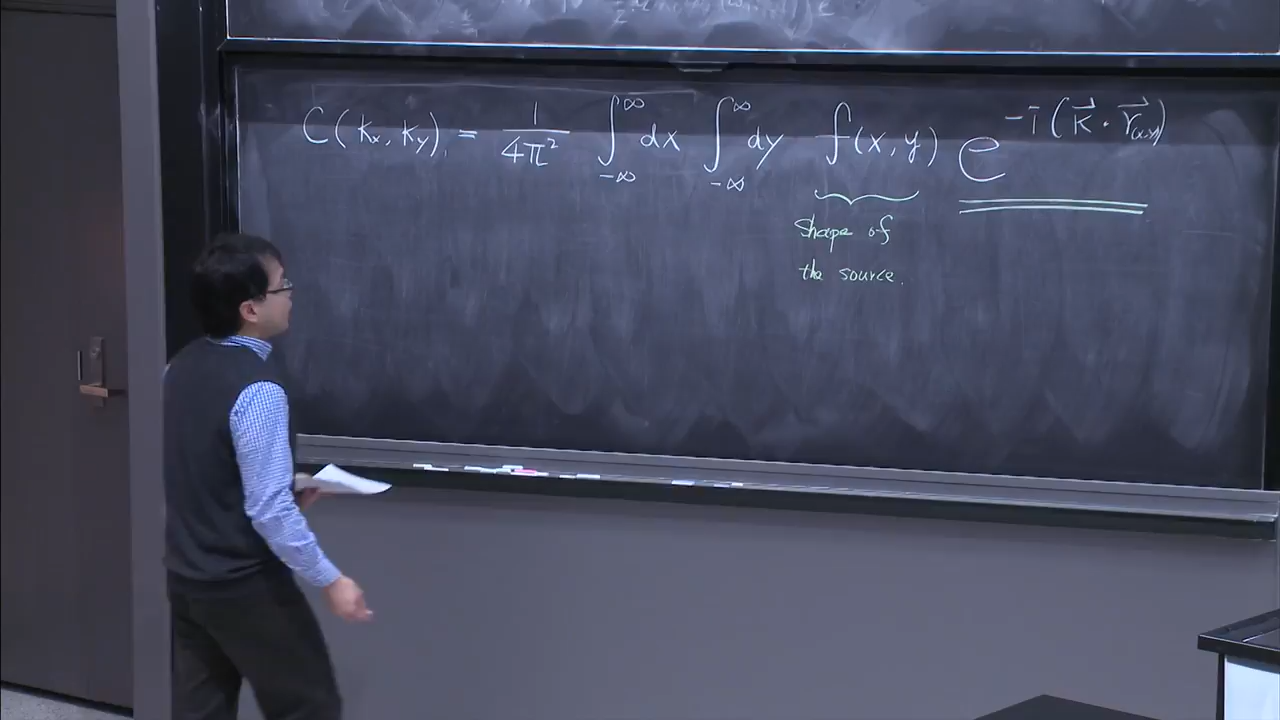 C(kx, ky) = 1/4π² ∫_{-∞}^{∞} dx ∫_{-∞}^{∞} dy f(x, y) e^{-i(k⃗ · r⃗_{(x,y)})}
Shape of
the source.